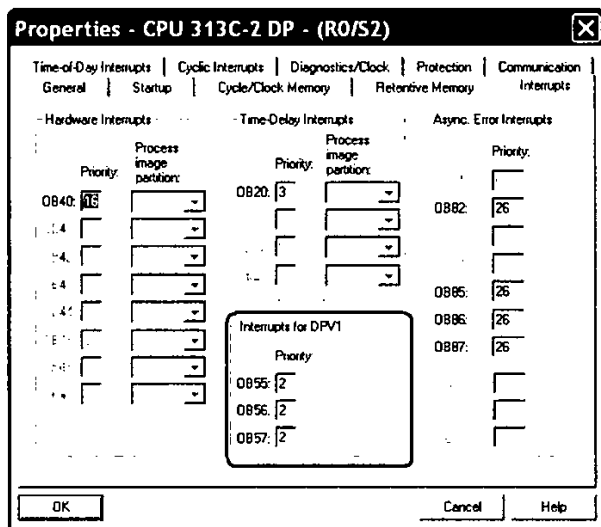 Properties - CPU 313C-2 DP - (R0/S2)
Time-of-Day Interrupts | Cyclic Interrupts | Diagnostics/Clock | Protection | Communication
General | Startup | Cycle/Clock Memory | Retentive Memory | Interrupts
Hardware Interrupts
Priority:
Process image partition:
OB40: 16
Time-Delay Interrupts
Priority:
Process image partition:
OB20: 3
Interrupts for DPV1
Priority
OB55: 2
OB56. 2
OB57: 2
Async. Error Interrupts
Priority:
OB82: 26
OB85: 26
OB86: 26
OB87: 26
OK
Cancel
Help